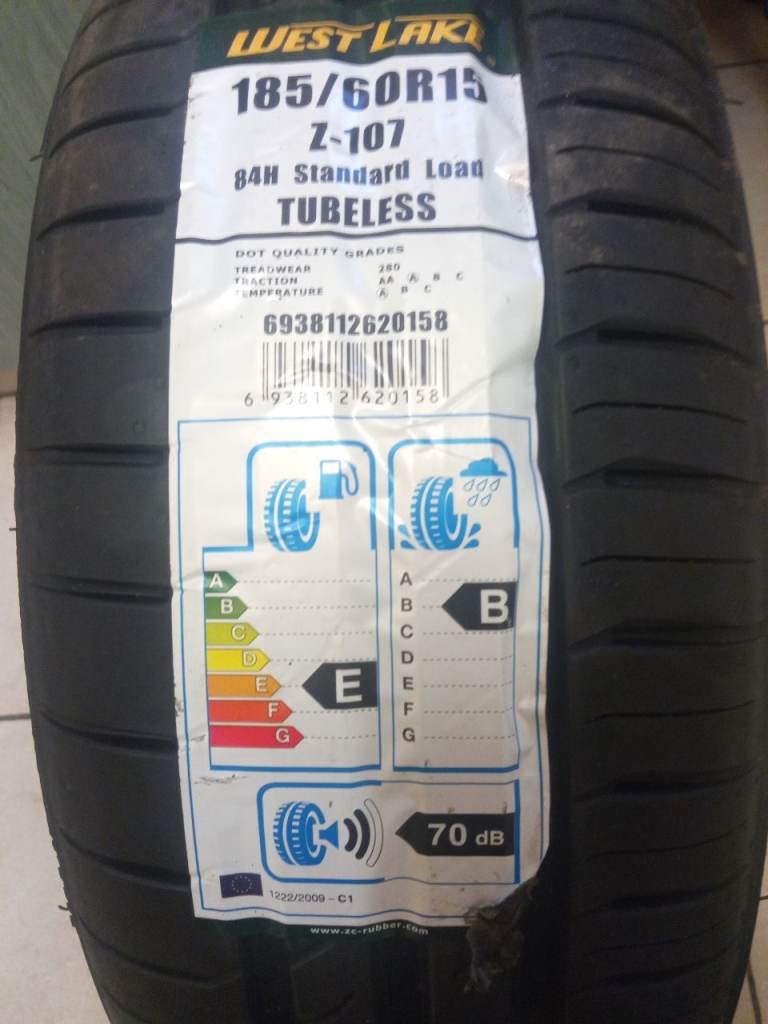 WEST LAKE
185/60R15
Z-107
84H Standard Load
TUBELESS
DOT QUALITY GRADES
TREADWEAR 280
TRACTION AA A B C
TEMPERATURE A B C
6938112620158
6 938112 620158
A
B
C
D
E
F
G
E
A
B
C
D
E
F
G
B
70 dB
1222/2009 - C1
www.zc-rubber.com